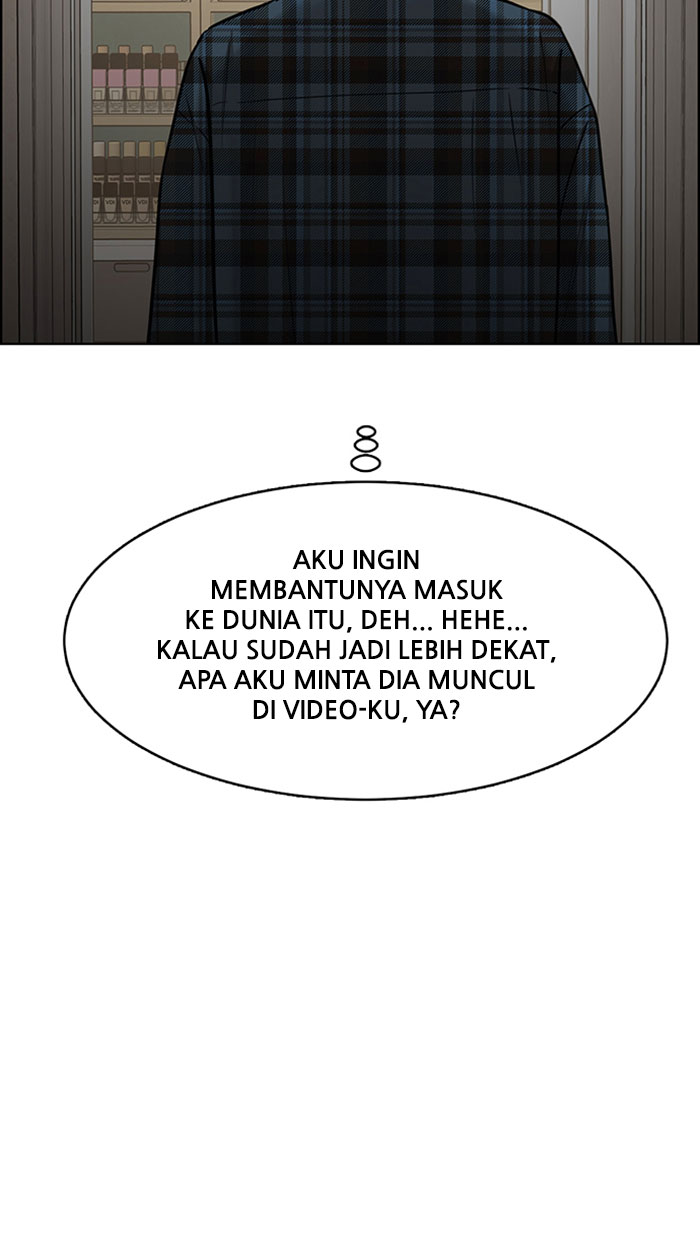 AKU INGIN
MEMBANTUNYA MASUK
KE DUNIA ITU, DEH... HEHE...
KALAU SUDAH JADI LEBIH DEKAT,
APA AKU MINTA DIA MUNCUL
DI VIDEO-KU, YA?